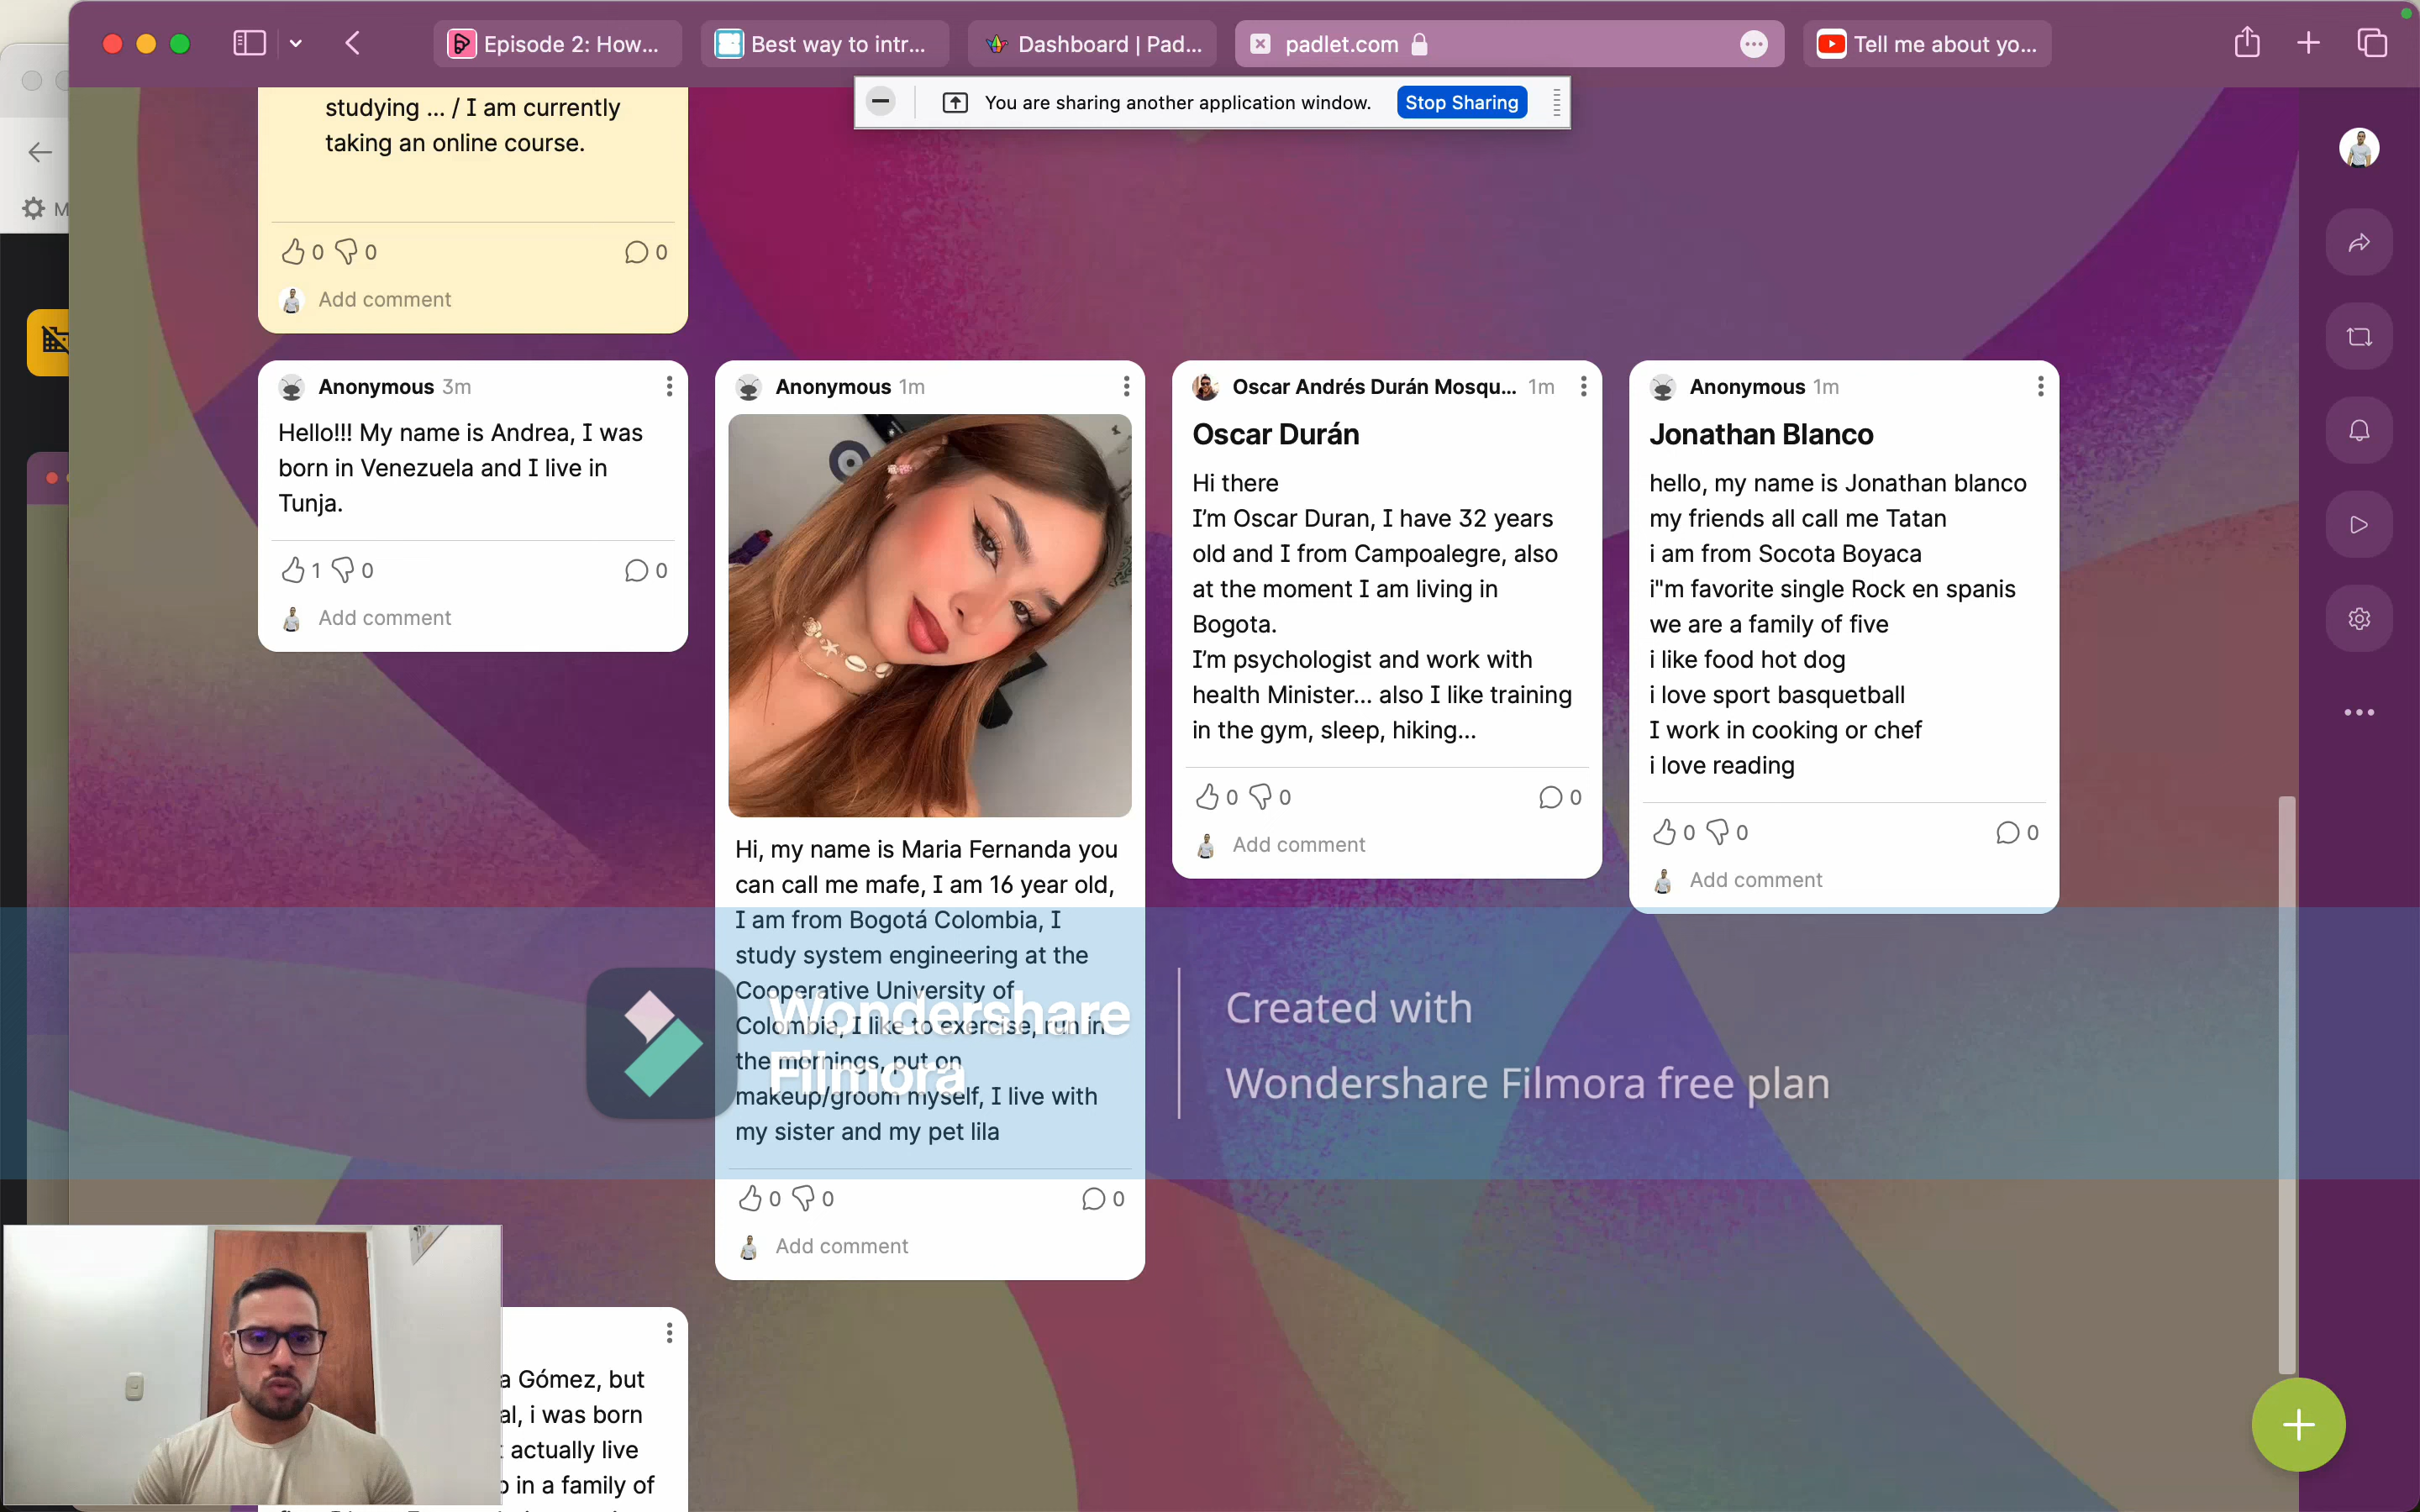 Episode 2: How...
Best way to intr...
Dashboard | Pad...
padlet.com
Tell me about yo...
You are sharing another application window.
Stop Sharing
M
studying ... / I am currently
taking an online course.
0 0 0
Add comment
Anonymous 3m
Hello!!! My name is Andrea, I was
born in Venezuela and I live in
Tunja.
1 0 0
Add comment
Anonymous 1m
Hi, my name is Maria Fernanda you
can call me mafe, I am 16 year old,
I am from Bogotá Colombia, I
study system engineering at the
Cooperative University of
Colombia, I like to exercise, run in
the mornings, put on
makeup/groom myself, I live with
my sister and my pet lila
0 0 0
Add comment
Oscar Andrés Durán Mosqu... 1m
Oscar Durán
Hi there
I'm Oscar Duran, I have 32 years
old and I from Campoalegre, also
at the moment I am living in
Bogota.
I'm psychologist and work with
health Minister... also I like training
in the gym, sleep, hiking...
0 0 0
Add comment
Anonymous 1m
Jonathan Blanco
hello, my name is Jonathan blanco
my friends all call me Tatan
i am from Socota Boyaca
i"m favorite single Rock en spanis
we are a family of five
i like food hot dog
i love sport basquetball
I work in cooking or chef
i love reading
0 0 0
Add comment
Wondershare
Filmora
Created with
Wondershare Filmora free plan
a Gómez, but
al, i was born
actually live
in a family of